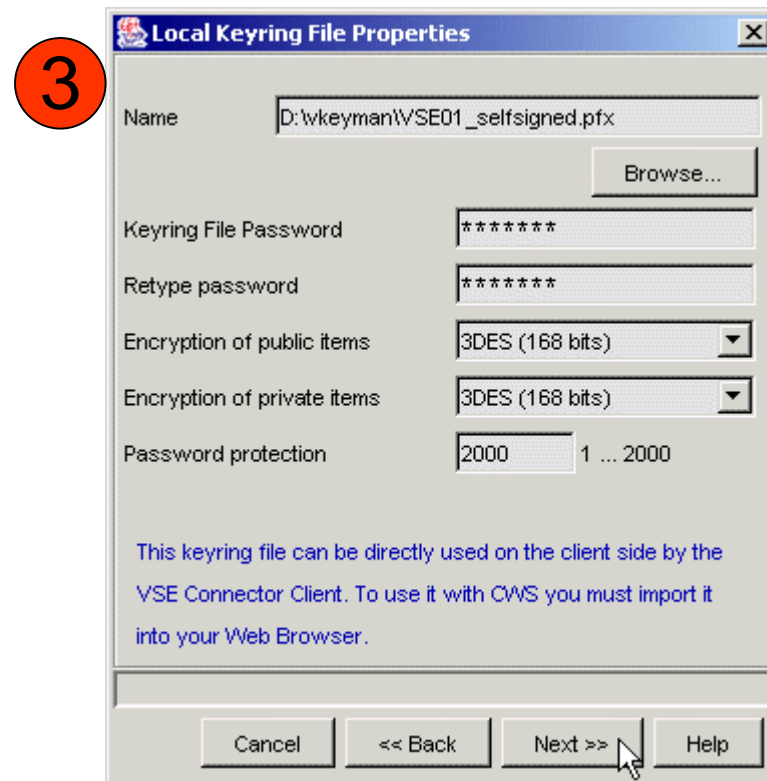 3
Local Keyring File Properties
Name D:\vkeyman\VSE01_selfsigned.pfx
Browse...
Keyring File Password *******
Retype password *******
Encryption of public items 3DES (168 bits)
Encryption of private items 3DES (168 bits)
Password protection 2000 1 ... 2000
This keyring file can be directly used on the client side by the
VSE Connector Client. To use it with CWS you must import it
into your Web Browser.
Cancel << Back Next >> Help